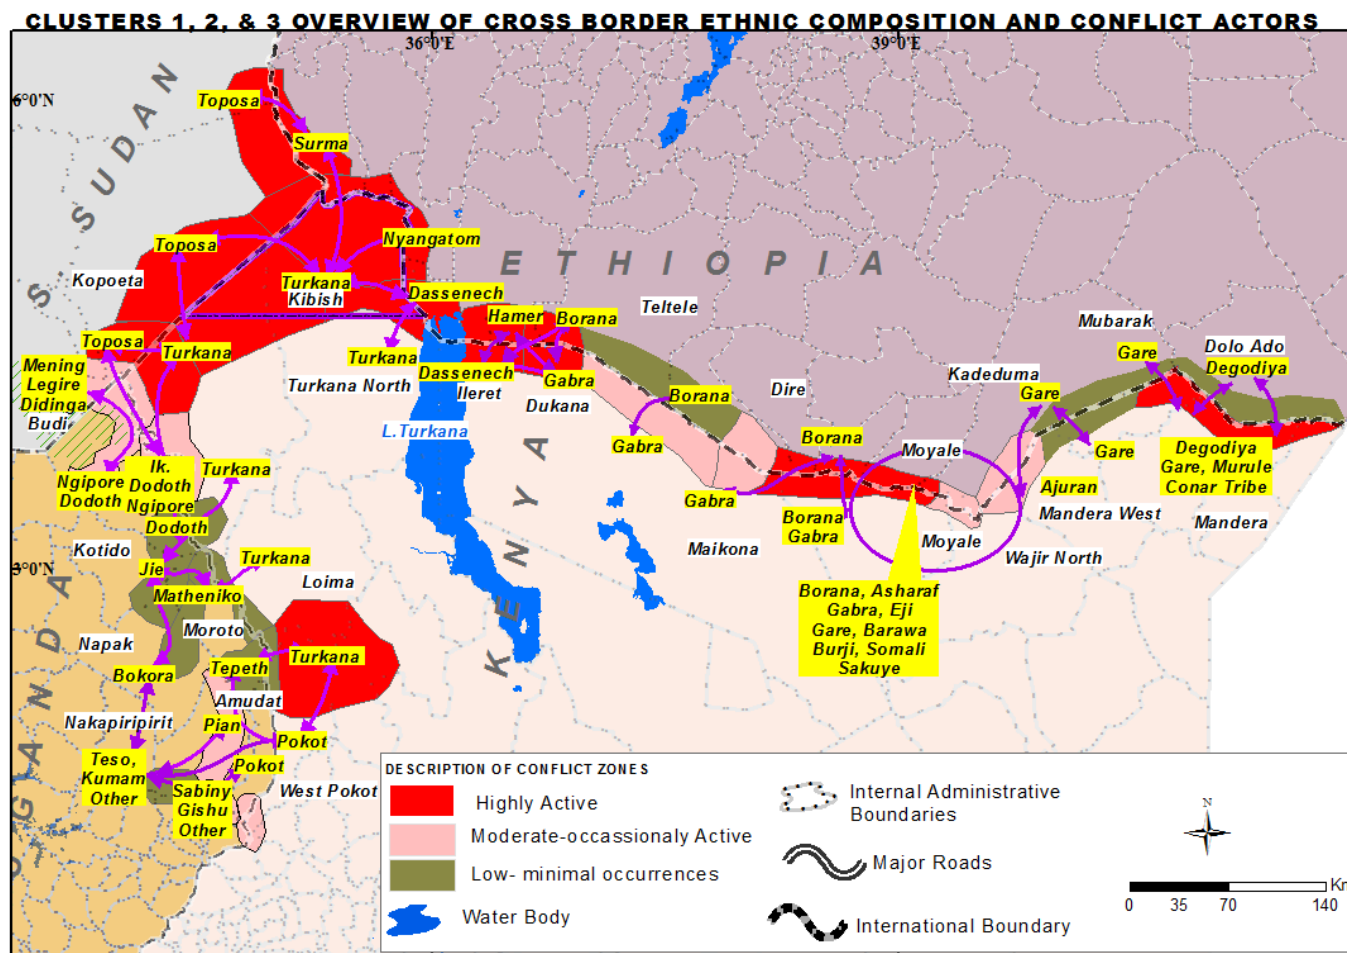 CLUSTERS 1, 2, & 3 OVERVIEW OF CROSS BORDER ETHNIC COMPOSITION AND CONFLICT ACTORS
36°0'E
39°0'E
6°0'N
3°0'N
S. SUDAN
ETHIOPIA
KENYA
UGANDA
Toposa
Surma
Toposa
Nyangatom
Kopoeta
Turkana
Kibish
Dassenech
Teltele
Hamer
Borana
Mubarak
Toposa
Turkana
Turkana
Gare
Dolo Ado
Degodiya
Mening
Legire
Didinga
Budi
Turkana North
Dassenech
Gabra
Ileret
Dukana
Borana
Dire
Kadeduma
Gare
L.Turkana
Gabra
Borana
Moyale
Gare
Degodiya
Gare, Murule
Conar Tribe
Ngipore
Dodoth
Ik.
Dodoth
Ngipore
Turkana
Gabra
Ajuran
Mandera West
Mandera
Dodoth
Borana
Gabra
Moyale
Wajir North
Kotido
Jie
Turkana
Maikona
Matheniko
Loima
Borana, Asharaf
Gabra, Eji
Gare, Barawa
Burji, Somali
Sakuye
Napak
Moroto
Bokora
Tepeth
Turkana
Amudat
Nakapiripirit
Pian
Pokot
Teso,
Kumam
Other
Pokot
Sabiny
Gishu
Other
West Pokot
DESCRIPTION OF CONFLICT ZONES
Highly Active
Moderate-occassionaly Active
Low- minimal occurrences
Water Body
Internal Administrative
Boundaries
Major Roads
International Boundary
N
Km
0 35 70 140